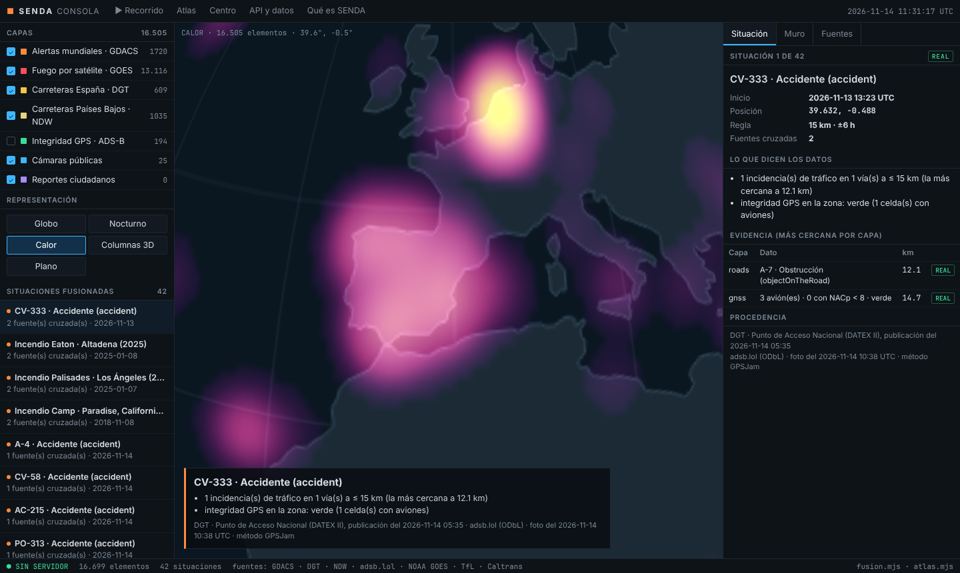 SENDA CONSOLA ▶ Recorrido Atlas Centro API y datos Qué es SENDA 2026-11-14 11:31:17 UTC
CAPAS 16.505
Alertas mundiales · GDACS 1720
Fuego por satélite · GOES 13.116
Carreteras España · DGT 609
Carreteras Países Bajos ·
NDW 1035
Integridad GPS · ADS-B 194
Cámaras públicas 25
Reportes ciudadanos 0
REPRESENTACIÓN
Globo Nocturno
Calor Columnas 3D
Plano
SITUACIONES FUSIONADAS 42
CV-333 · Accidente (accident)
2 fuente(s) cruzada(s) · 2026-11-13
Incendio Eaton · Altadena (2025)
2 fuente(s) cruzada(s) · 2025-01-08
Incendio Palisades · Los Ángeles (2...
2 fuente(s) cruzada(s) · 2025-01-07
Incendio Camp · Paradise, Californi...
2 fuente(s) cruzada(s) · 2018-11-08
A-4 · Accidente (accident)
1 fuente(s) cruzada(s) · 2026-11-14
CV-58 · Accidente (accident)
1 fuente(s) cruzada(s) · 2026-11-14
AC-215 · Accidente (accident)
1 fuente(s) cruzada(s) · 2026-11-14
PO-313 · Accidente (accident)
1 fuente(s) cruzada(s) · 2026-11-14
CALOR · 16.505 elementos · 39.6°, -0.5°
CV-333 · Accidente (accident)
• 1 incidencia(s) de tráfico en 1 vía(s) a ≤ 15 km (la más cercana a 12.1 km)
• integridad GPS en la zona: verde (1 celda(s) con aviones)
DGT · Punto de Acceso Nacional (DATEX II), publicación del 2026-11-14 05:35 · adsb.lol (ODbL) · foto del 2026-11-14
10:38 UTC · método GPSJam
Situación Muro Fuentes
SITUACIÓN 1 DE 42 REAL
CV-333 · Accidente (accident)
Inicio 2026-11-13 13:23 UTC
Posición 39.632, -0.488
Regla 15 km · ±6 h
Fuentes cruzadas 2
LO QUE DICEN LOS DATOS
• 1 incidencia(s) de tráfico en 1 vía(s) a ≤ 15 km (la más
cercana a 12.1 km)
• integridad GPS en la zona: verde (1 celda(s) con
aviones)
EVIDENCIA (MÁS CERCANA POR CAPA)
Capa Dato km
roads A-7 · Obstrucción 12.1 REAL
(objectOnTheRoad)
gnss 3 avión(es) · 0 con NACp < 8 · verde 14.7 REAL
PROCEDENCIA
DGT · Punto de Acceso Nacional (DATEX II), publicación del
2026-11-14 05:35
adsb.lol (ODbL) · foto del 2026-11-14 10:38 UTC · método
GPSJam
SIN SERVIDOR 16.699 elementos 42 situaciones fuentes: GDACS · DGT · NDW · adsb.lol · NOAA GOES · TfL · Caltrans fusion.mjs · atlas.mjs